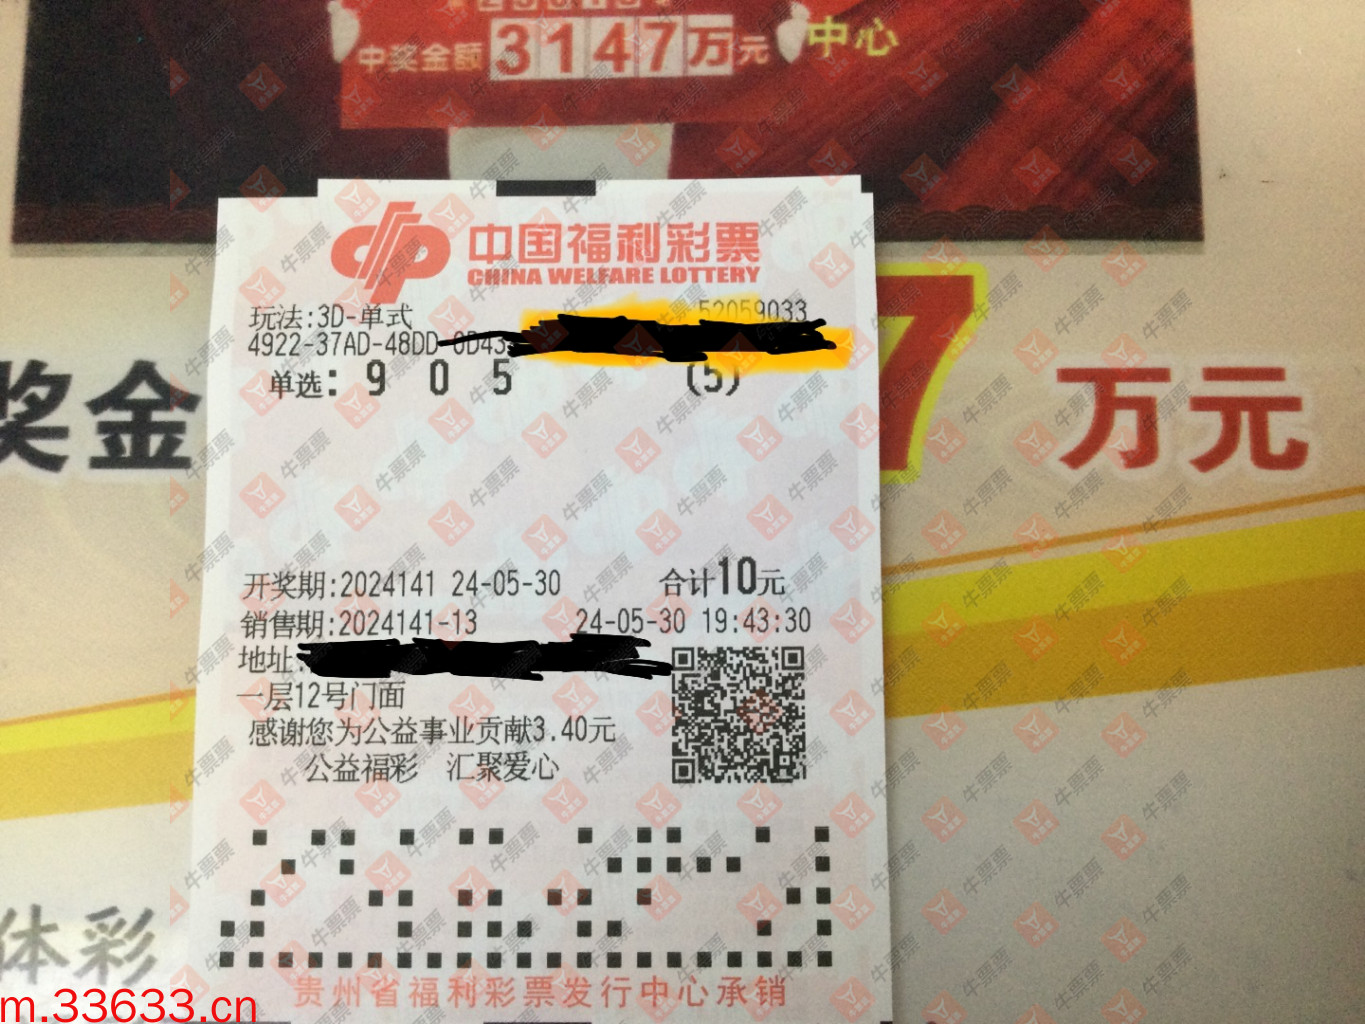 中奖金额3147万元 中心
奖金 7 万元
中国福利彩票
CHINA WELFARE LOTTERY
玩法:3D-单式 52059033
4922-37AD-48DD-0D43
单选: 9 0 5 (5)
开奖期:2024141 24-05-30 合计10元
销售期:2024141-13 24-05-30 19:43:30
地址:
一层12号门面
感谢您为公益事业贡献3.40元
公益福彩 汇聚爱心
贵州省福利彩票发行中心承销
体彩
m.33633.cn
牛票票